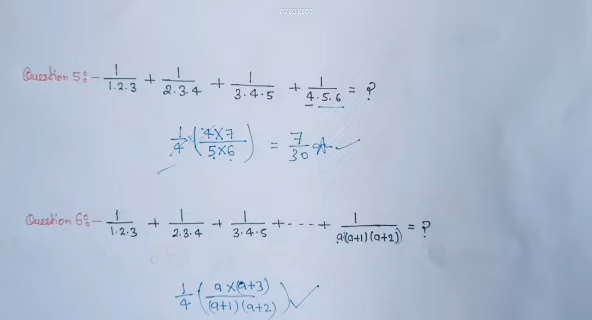 Question 5:- 1/1.2.3 + 1/2.3.4 + 1/3.4.5 + 1/4.5.6 = ?
1/4 × (4×7/5×6) = 7/30
Question 6:- 1/1.2.3 + 1/2.3.4 + 1/3.4.5 + --- + 1/a(a+1)(a+2) = ?
1/4 (a×(a+3)/(a+1)(a+2))